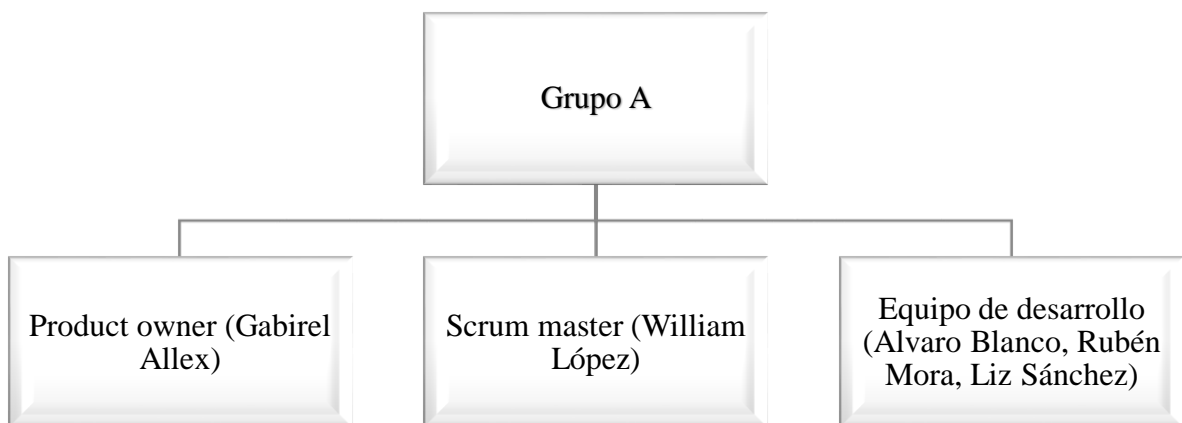 Grupo A
Product owner (Gabirel
Allex)
Scrum master (William
López)
Equipo de desarrollo
(Alvaro Blanco, Rubén
Mora, Liz Sánchez)